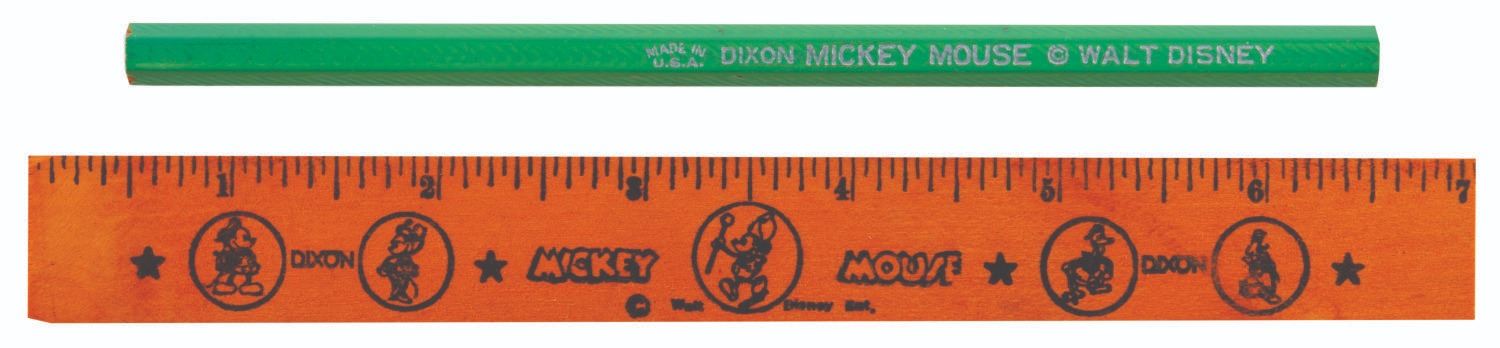 MADE IN
U.S.A.
DIXON MICKEY MOUSE © WALT DISNEY
1 2 3 4 5 6 7
DIXON MICKEY MOUSE DIXON
© Walt Disney Ent.